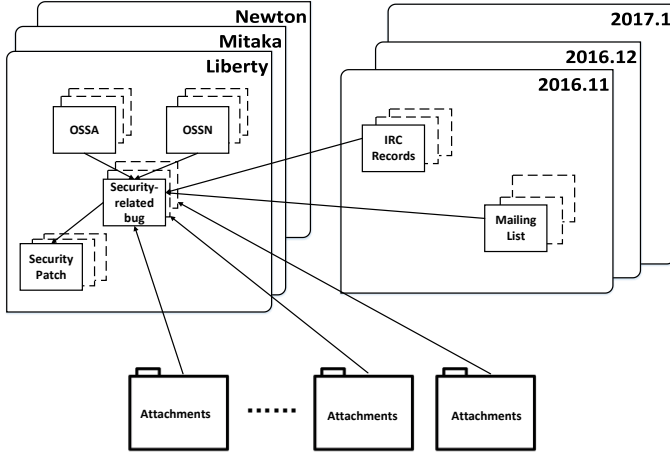 Newton
Mitaka
Liberty
OSSA
OSSN
Security-
related
bug
Security
Patch
2017.1
2016.12
2016.11
IRC
Records
Mailing
List
Attachments
......
Attachments
Attachments